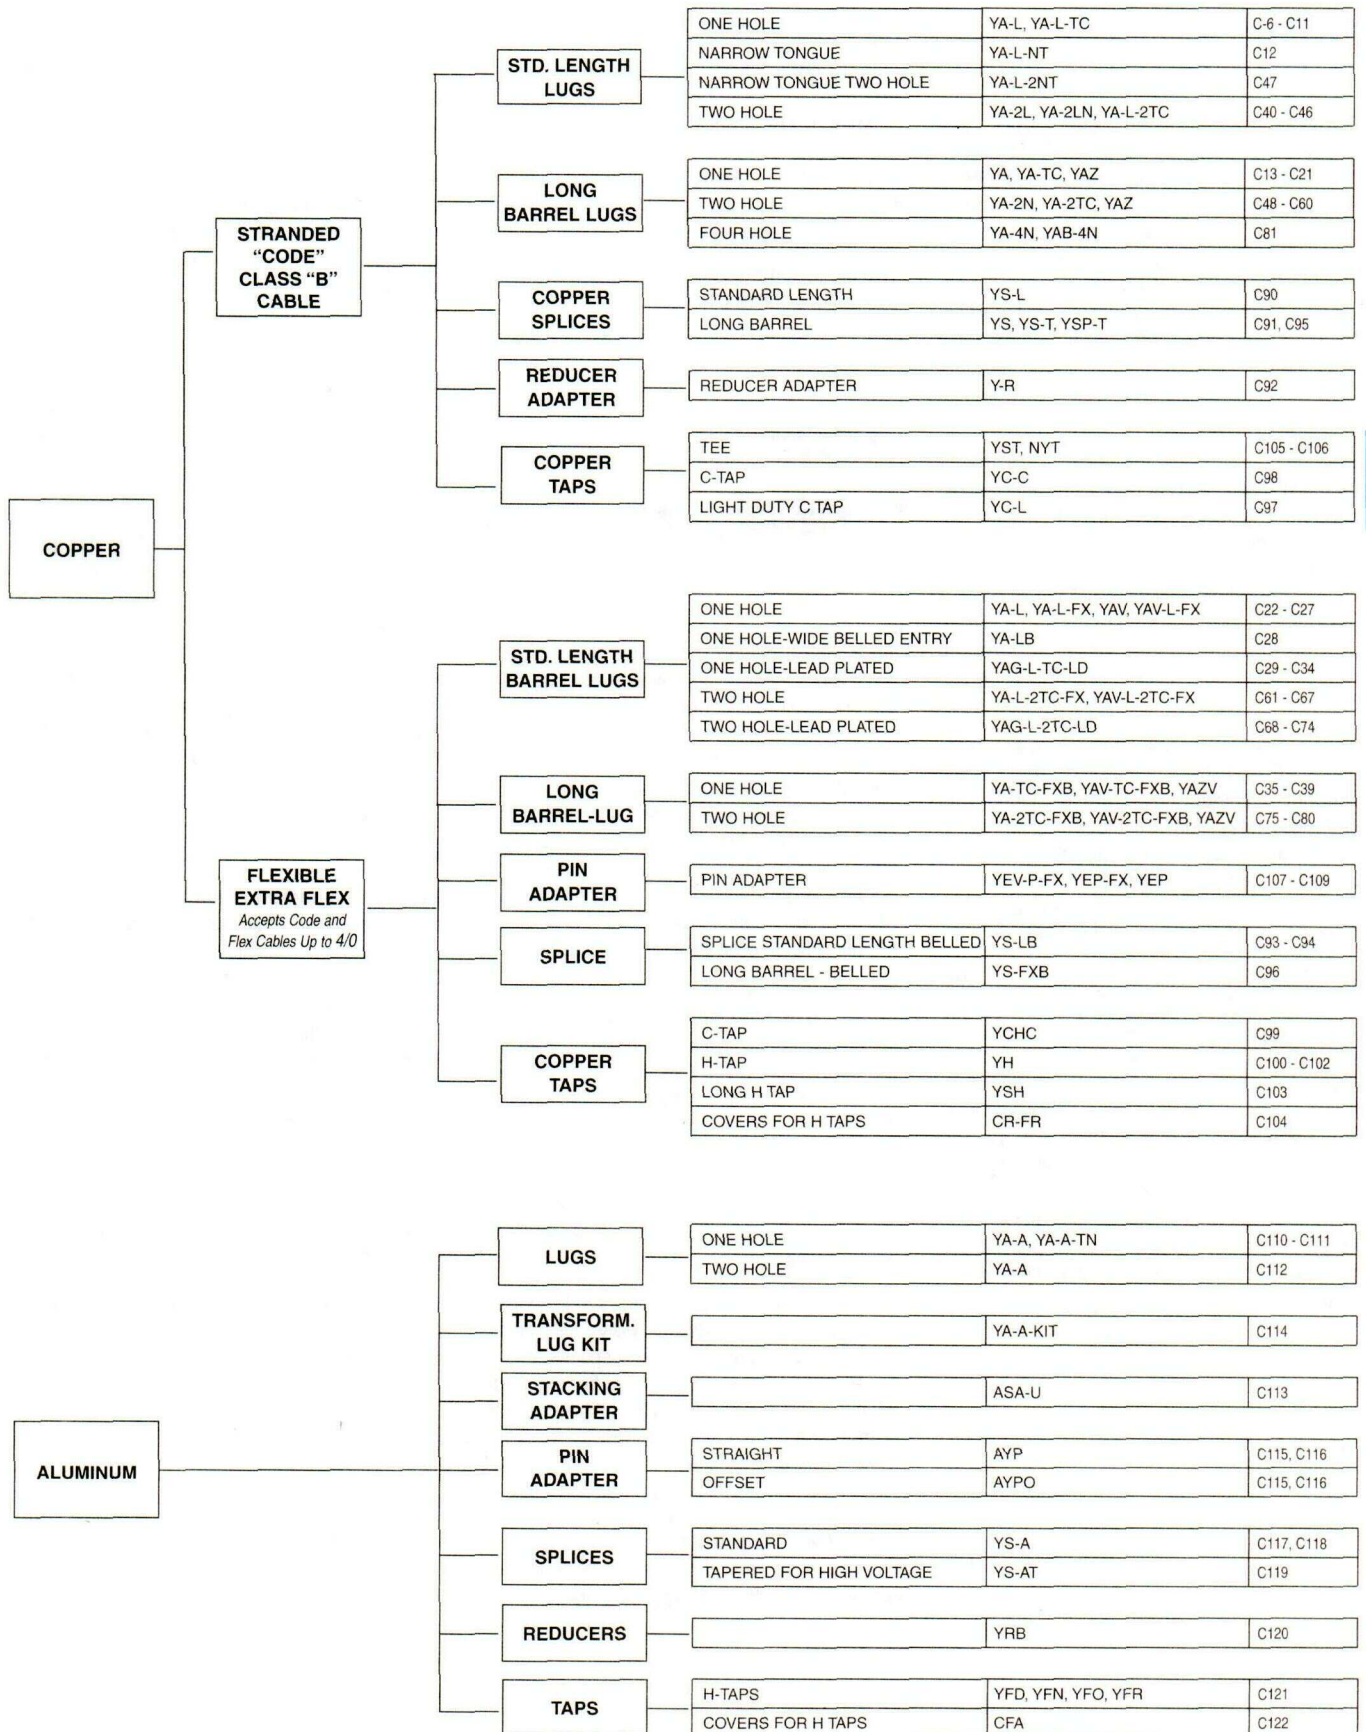 COPPER
STRANDED
“CODE”
CLASS “B”
CABLE
STD. LENGTH
LUGS
ONE HOLE YA-L, YA-L-TC C-6 - C11
NARROW TONGUE YA-L-NT C12
NARROW TONGUE TWO HOLE YA-L-2NT C47
TWO HOLE YA-2L, YA-2LN, YA-L-2TC C40 - C46
LONG
BARREL LUGS
ONE HOLE YA, YA-TC, YAZ C13 - C21
TWO HOLE YA-2N, YA-2TC, YAZ C48 - C60
FOUR HOLE YA-4N, YAB-4N C81
COPPER
SPLICES
STANDARD LENGTH YS-L C90
LONG BARREL YS, YS-T, YSP-T C91, C95
REDUCER
ADAPTER
REDUCER ADAPTER Y-R C92
COPPER
TAPS
TEE YST, NYT C105 - C106
C-TAP YC-C C98
LIGHT DUTY C TAP YC-L C97
FLEXIBLE
EXTRA FLEX
Accepts Code and
Flex Cables Up to 4/0
STD. LENGTH
BARREL LUGS
ONE HOLE YA-L, YA-L-FX, YAV, YAV-L-FX C22 - C27
ONE HOLE-WIDE BELLED ENTRY YA-LB C28
ONE HOLE-LEAD PLATED YAG-L-TC-LD C29 - C34
TWO HOLE YA-L-2TC-FX, YAV-L-2TC-FX C61 - C67
TWO HOLE-LEAD PLATED YAG-L-2TC-LD C68 - C74
LONG
BARREL-LUG
ONE HOLE YA-TC-FXB, YAV-TC-FXB, YAZV C35 - C39
TWO HOLE YA-2TC-FXB, YAV-2TC-FXB, YAZV C75 - C80
PIN
ADAPTER
PIN ADAPTER YEV-P-FX, YEP-FX, YEP C107 - C109
SPLICE
SPLICE STANDARD LENGTH BELLED YS-LB C93 - C94
LONG BARREL - BELLED YS-FXB C96
COPPER
TAPS
C-TAP YCHC C99
H-TAP YH C100 - C102
LONG H TAP YSH C103
COVERS FOR H TAPS CR-FR C104
ALUMINUM
LUGS
ONE HOLE YA-A, YA-A-TN C110 - C111
TWO HOLE YA-A C112
TRANSFORM.
LUG KIT
YA-A-KIT C114
STACKING
ADAPTER
ASA-U C113
PIN
ADAPTER
STRAIGHT AYP C115, C116
OFFSET AYPO C115, C116
SPLICES
STANDARD YS-A C117, C118
TAPERED FOR HIGH VOLTAGE YS-AT C119
REDUCERS
YRB C120
TAPS
H-TAPS YFD, YFN, YFO, YFR C121
COVERS FOR H TAPS CFA C122